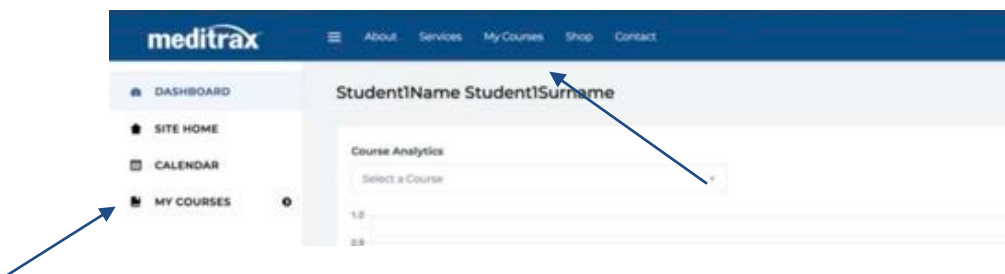 meditrax
About Services My Courses Shop Contact
DASHBOARD
SITE HOME
CALENDAR
MY COURSES
Student1Name Student1Surname
Course Analytics
Select a Course
1.0
0.8